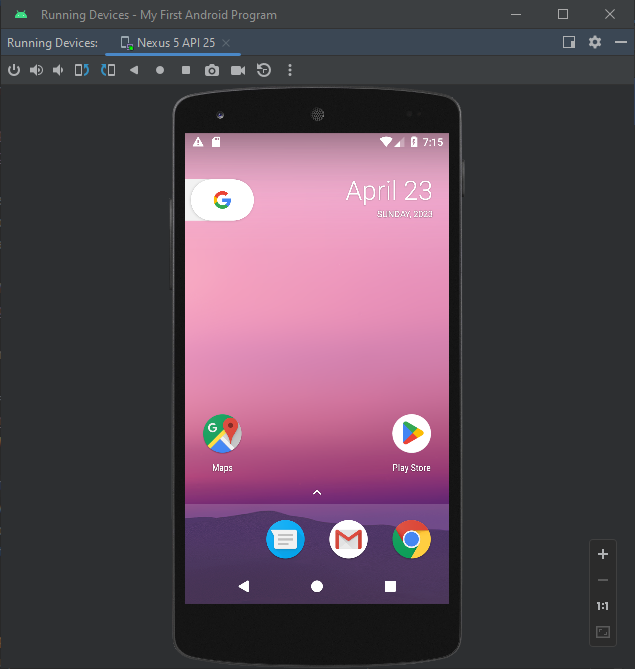 Running Devices - My First Android Program
Running Devices:
Nexus 5 API 25
7:15
G
April 23
SUNDAY, 2023
G
Maps
Play Store
1:1